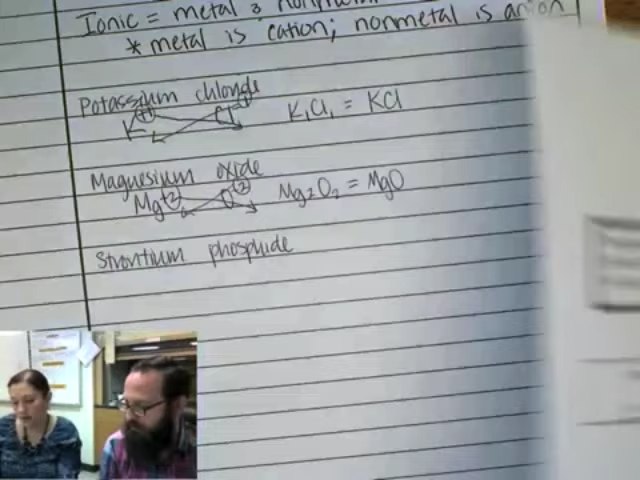 Ionic = metal & nonmetal
* metal is cation; nonmetal is anion
Potassium chloride
K+1 Cl-1 K1Cl1 = KCl
Magnesium oxide
Mg+2 O-2 Mg2O2 = MgO
Strontium phosphide